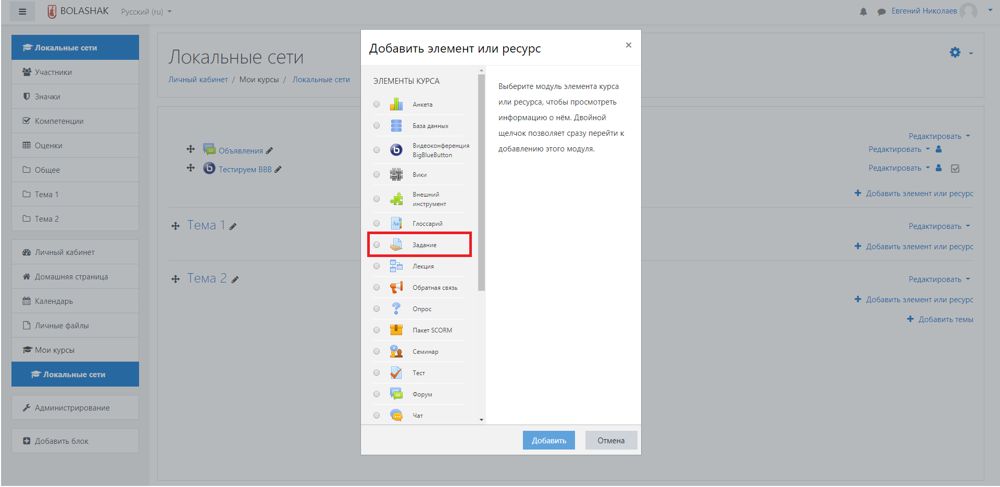 BOLASHAK Русский (ru)
Евгений Николаев
Локальные сети
Участники
Значки
Компетенции
Оценки
Общее
Тема 1
Тема 2
Личный кабинет
Домашняя страница
Календарь
Личные файлы
Мои курсы
Локальные сети
Администрирование
Добавить блок
Локальные сети
Личный кабинет / Мои курсы / Локальные сети
Объявления
Тестируем BBB
Тема 1
Тема 2
Добавить элемент или ресурс ×
ЭЛЕМЕНТЫ КУРСА
Анкета
База данных
Видеоконференция
BigBlueButton
Вики
Внешний
инструмент
Глоссарий
Задание
Лекция
Обратная связь
Опрос
Пакет SCORM
Семинар
Тест
Форум
Чат
Выберите модуль элемента курса
или ресурса, чтобы просмотреть
информацию о нём. Двойной
щелчок позволяет сразу перейти к
добавлению этого модуля.
Добавить Отмена
Редактировать
Редактировать
Редактировать
Добавить элемент или ресурс
Редактировать
Добавить элемент или ресурс
Редактировать
Добавить элемент или ресурс
Добавить темы